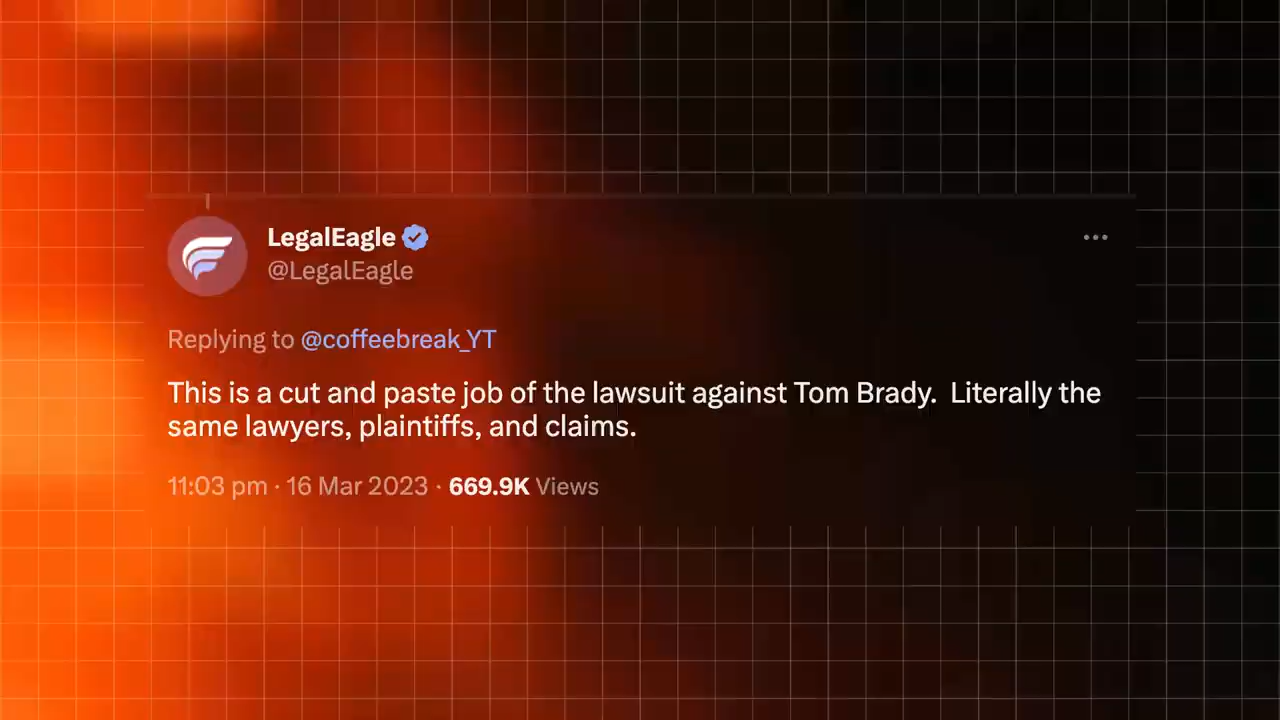 LegalEagle
@LegalEagle
Replying to @coffeebreak_YT
This is a cut and paste job of the lawsuit against Tom Brady.  Literally the
same lawyers, plaintiffs, and claims.
11:03 pm · 16 Mar 2023 · 669.9K Views